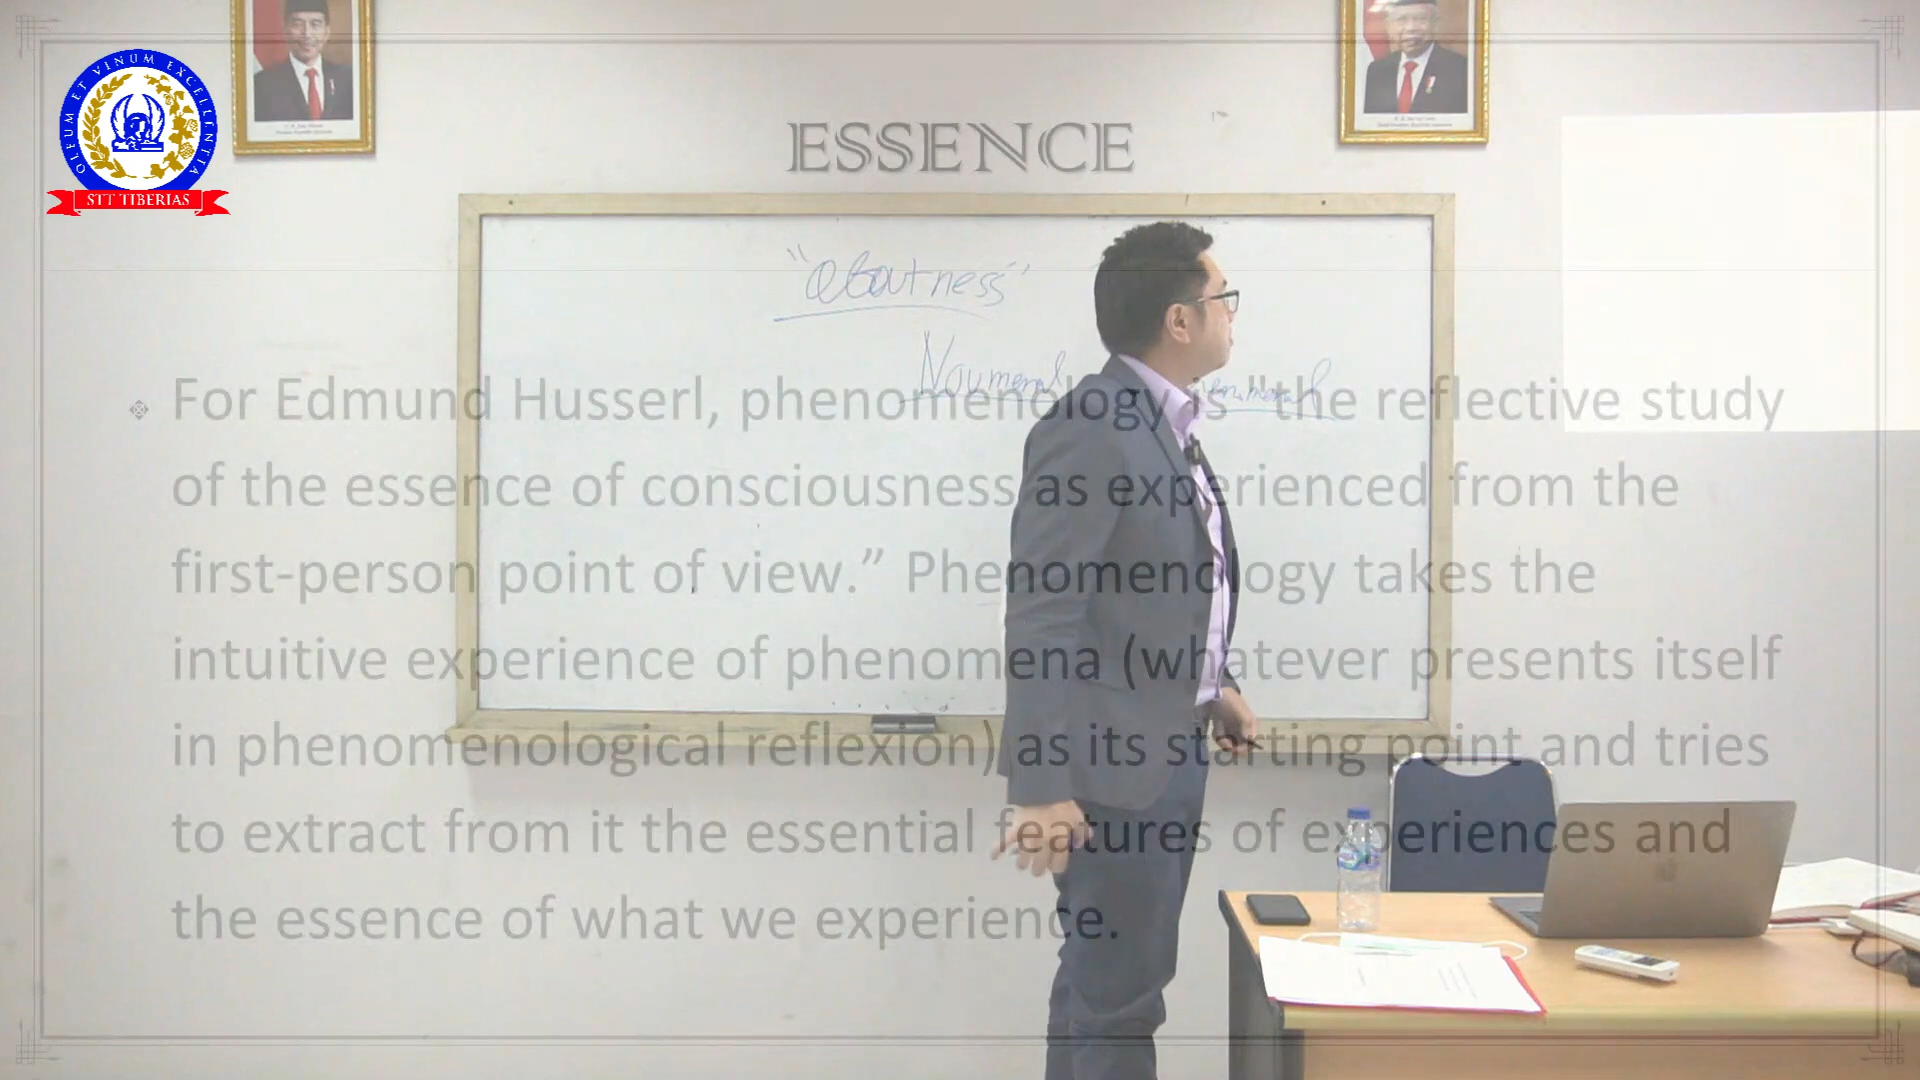 OLEUM ET VINUM EXCELLENTIA
STT TIBERIAS
ESSENCE
"aboutness"
Noumenal
For Edmund Husserl, phenomenology is "the reflective study
of the essence of consciousness as experienced from the
first-person point of view.” Phenomenology takes the
intuitive experience of phenomena (whatever presents itself
in phenomenological reflexion) as its starting point and tries
to extract from it the essential features of experiences and
the essence of what we experience.